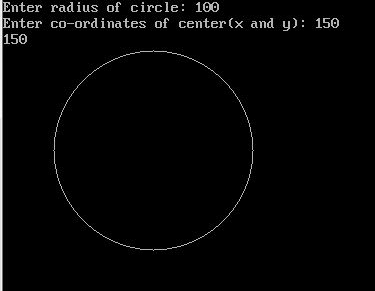 Enter radius of circle: 100
Enter co-ordinates of center(x and y): 150
150